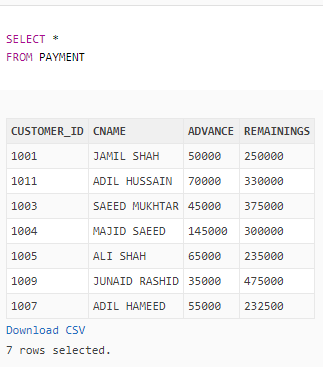 SELECT *
FROM PAYMENT
CUSTOMER_ID CNAME ADVANCE REMAININGS
1001 JAMIL SHAH 50000 250000
1011 ADIL HUSSAIN 70000 330000
1003 SAEED MUKHTAR 45000 375000
1004 MAJID SAEED 145000 300000
1005 ALI SHAH 65000 235000
1009 JUNAID RASHID 35000 475000
1007 ADIL HAMEED 55000 232500
Download CSV
7 rows selected.